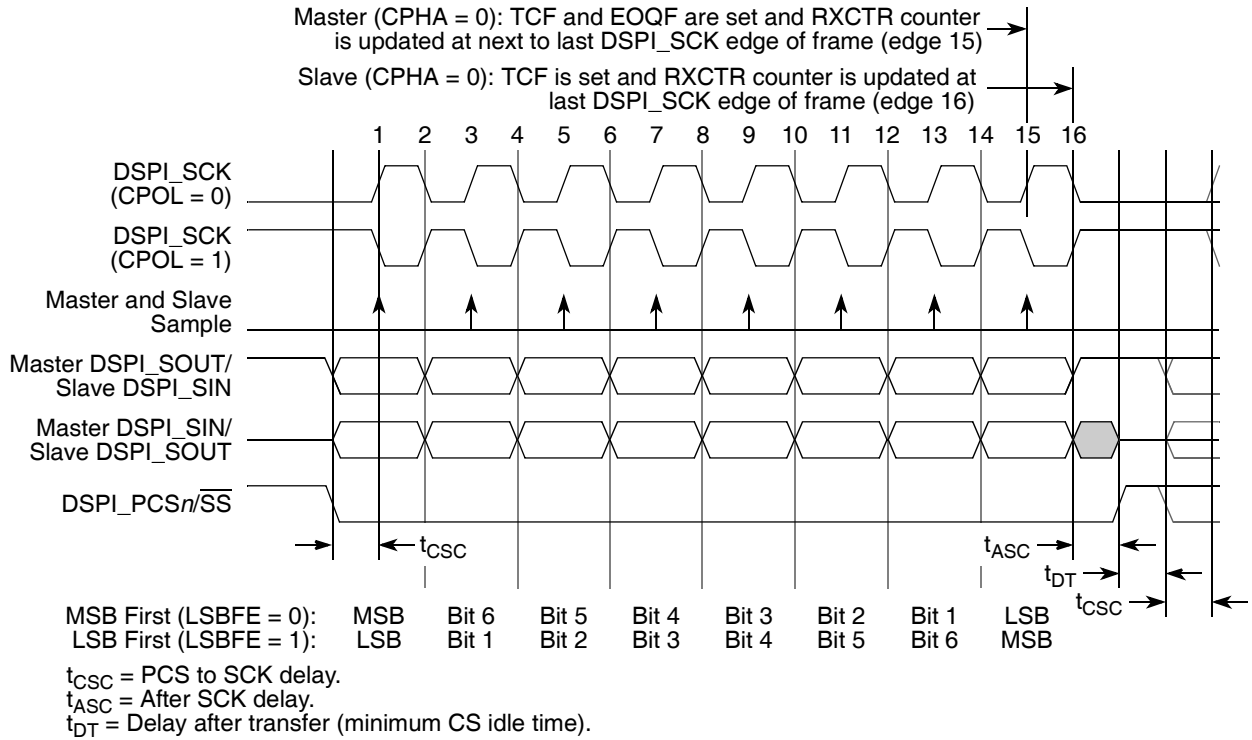 Master (CPHA = 0): TCF and EOQF are set and RXCTR counter
is updated at next to last DSPI_SCK edge of frame (edge 15)
Slave (CPHA = 0): TCF is set and RXCTR counter is updated at
last DSPI_SCK edge of frame (edge 16)
1 2 3 4 5 6 7 8 9 10 11 12 13 14 15 16
DSPI_SCK
(CPOL = 0)
DSPI_SCK
(CPOL = 1)
Master and Slave
Sample
Master DSPI_SOUT/
Slave DSPI_SIN
Master DSPI_SIN/
Slave DSPI_SOUT
DSPI_PCSn/SS
tCSC
tASC
tDT
tCSC
MSB First (LSBFE = 0): MSB Bit 6 Bit 5 Bit 4 Bit 3 Bit 2 Bit 1 LSB
LSB First (LSBFE = 1): LSB Bit 1 Bit 2 Bit 3 Bit 4 Bit 5 Bit 6 MSB
tCSC = PCS to SCK delay.
tASC = After SCK delay.
tDT = Delay after transfer (minimum CS idle time).